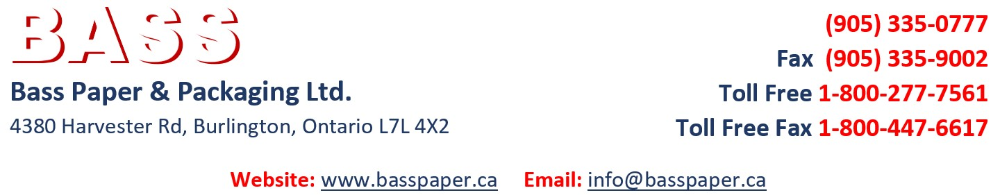 BASS
Bass Paper & Packaging Ltd.
4380 Harvester Rd, Burlington, Ontario L7L 4X2
(905) 335-0777
Fax (905) 335-9002
Toll Free 1-800-277-7561
Toll Free Fax 1-800-447-6617
Website: www.basspaper.ca Email: info@basspaper.ca